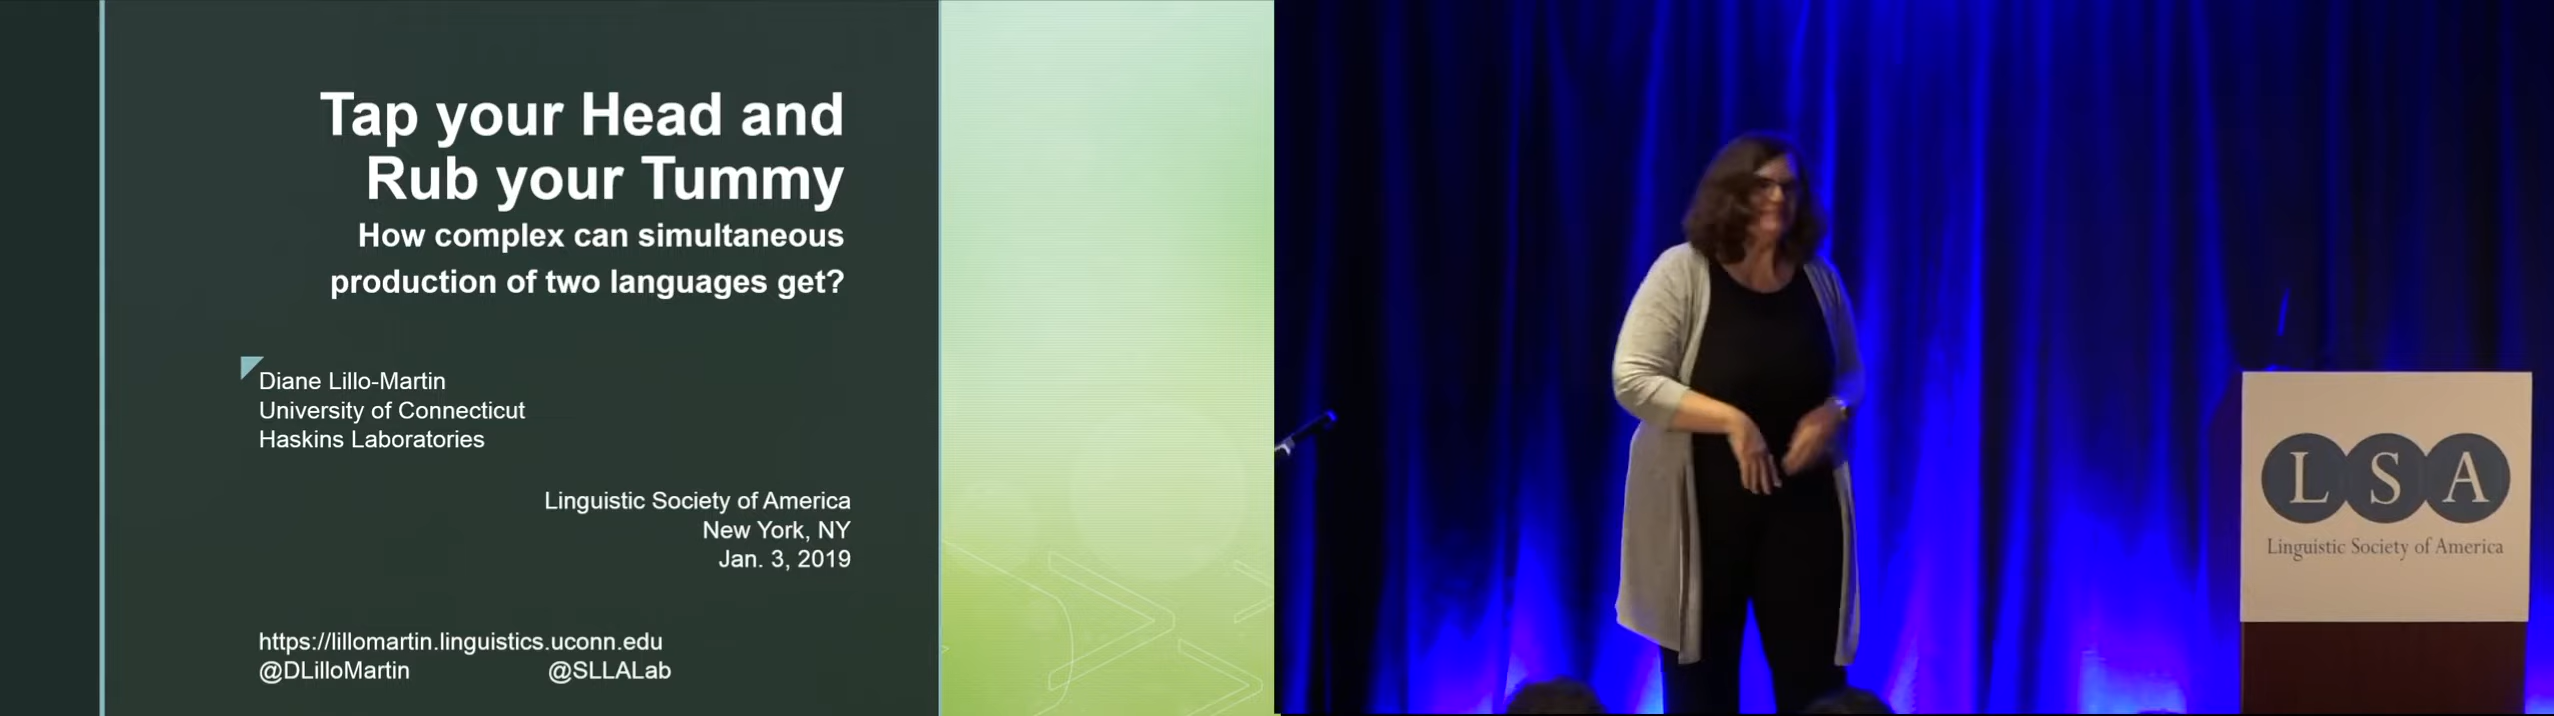 Tap your Head and
Rub your Tummy
How complex can simultaneous
production of two languages get?
Diane Lillo-Martin
University of Connecticut
Haskins Laboratories
Linguistic Society of America
New York, NY
Jan. 3, 2019
https://lillomartin.linguistics.uconn.edu
@DLilloMartin @SLLALab
LSA
Linguistic Society of America